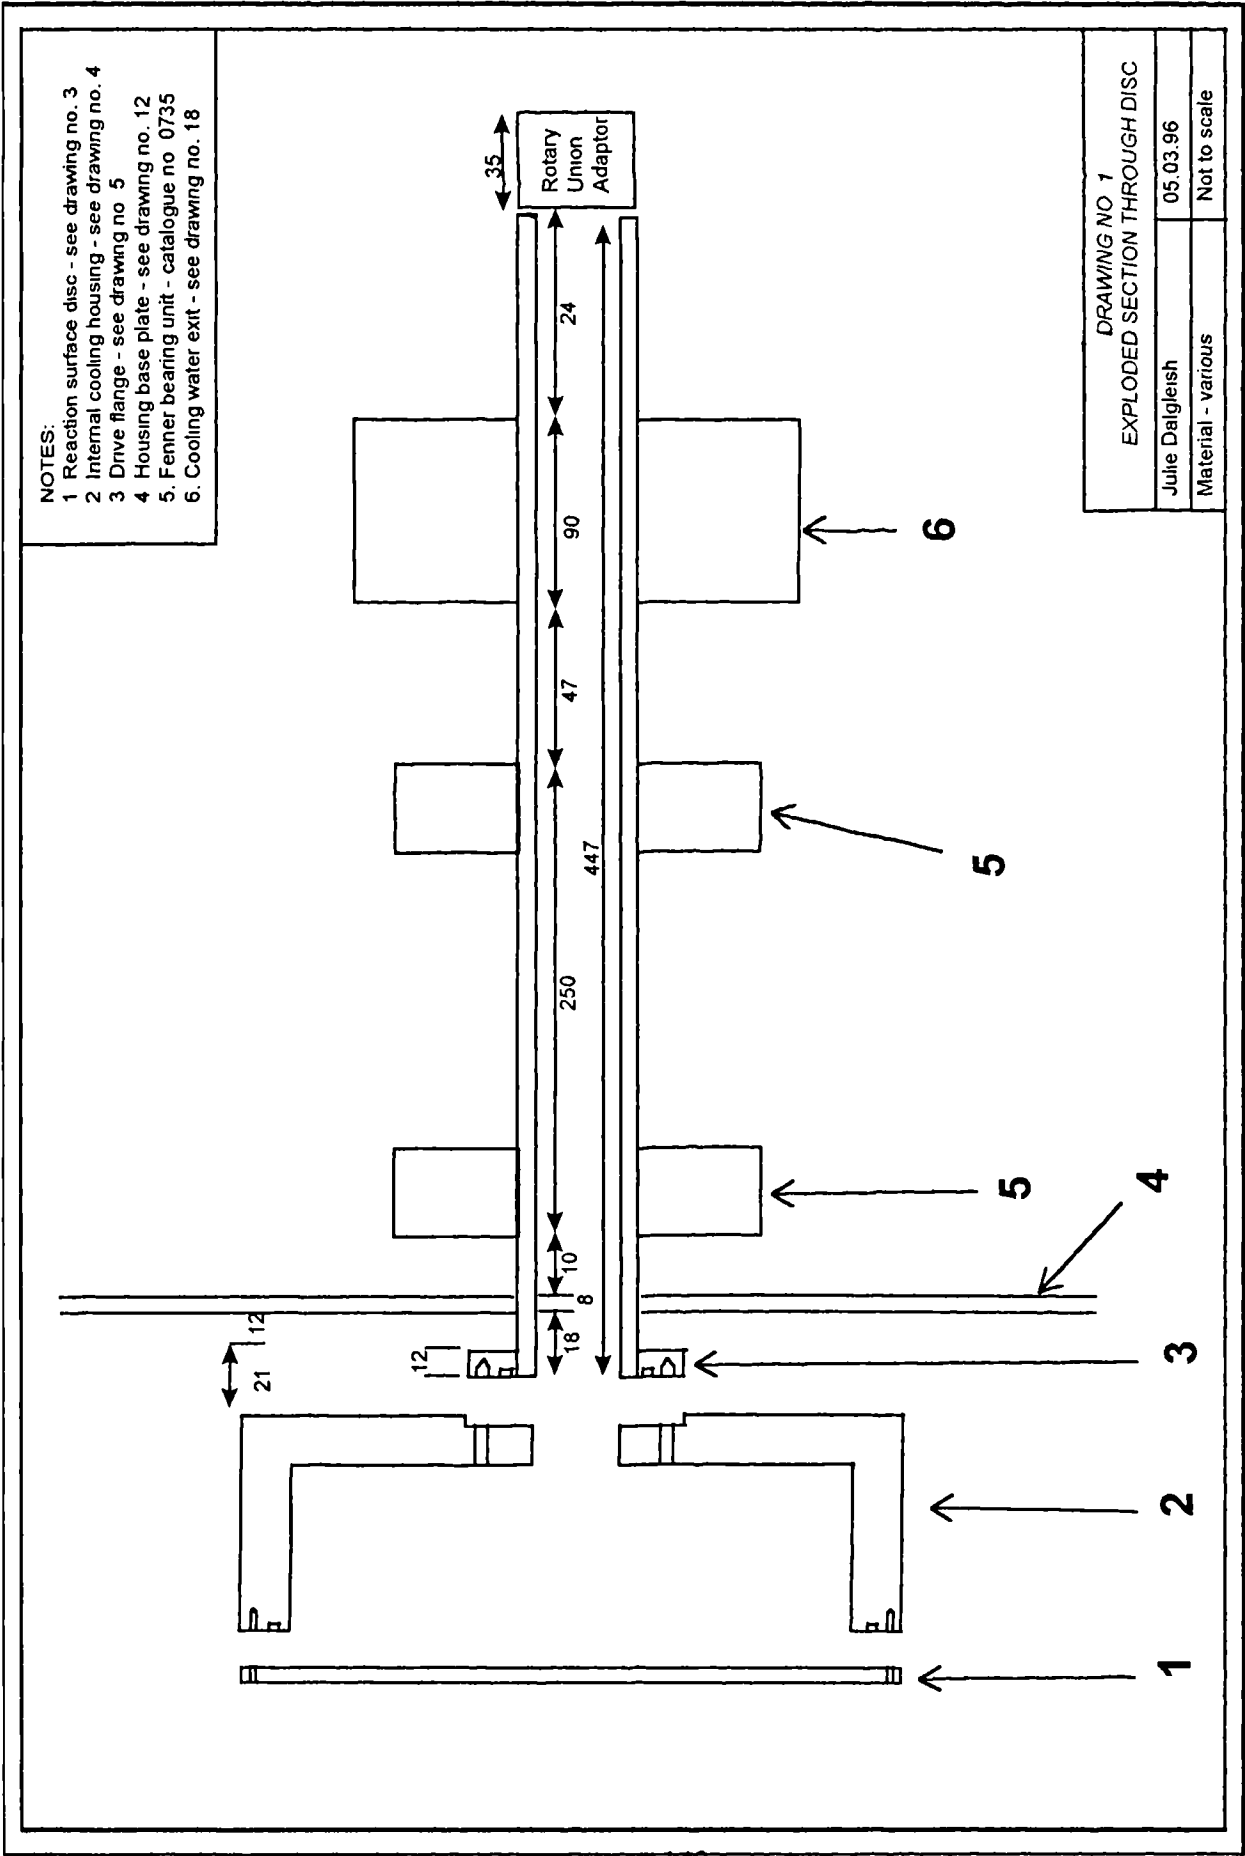 NOTES:
1 Reaction surface disc - see drawing no. 3
2 Internal cooling housing - see drawing no. 4
3 Drive flange - see drawing no 5
4 Housing base plate - see drawing no. 12
5. Fenner bearing unit - catalogue no 0735
6. Cooling water exit - see drawing no. 18
35
Rotary
Union
Adaptor
24
90
47
447
250
10
8
18
12
12
21
6
5
5
4
3
2
1
DRAWING NO 1
EXPLODED SECTION THROUGH DISC
Julie Dalgleish
05.03.96
Material - various
Not to scale